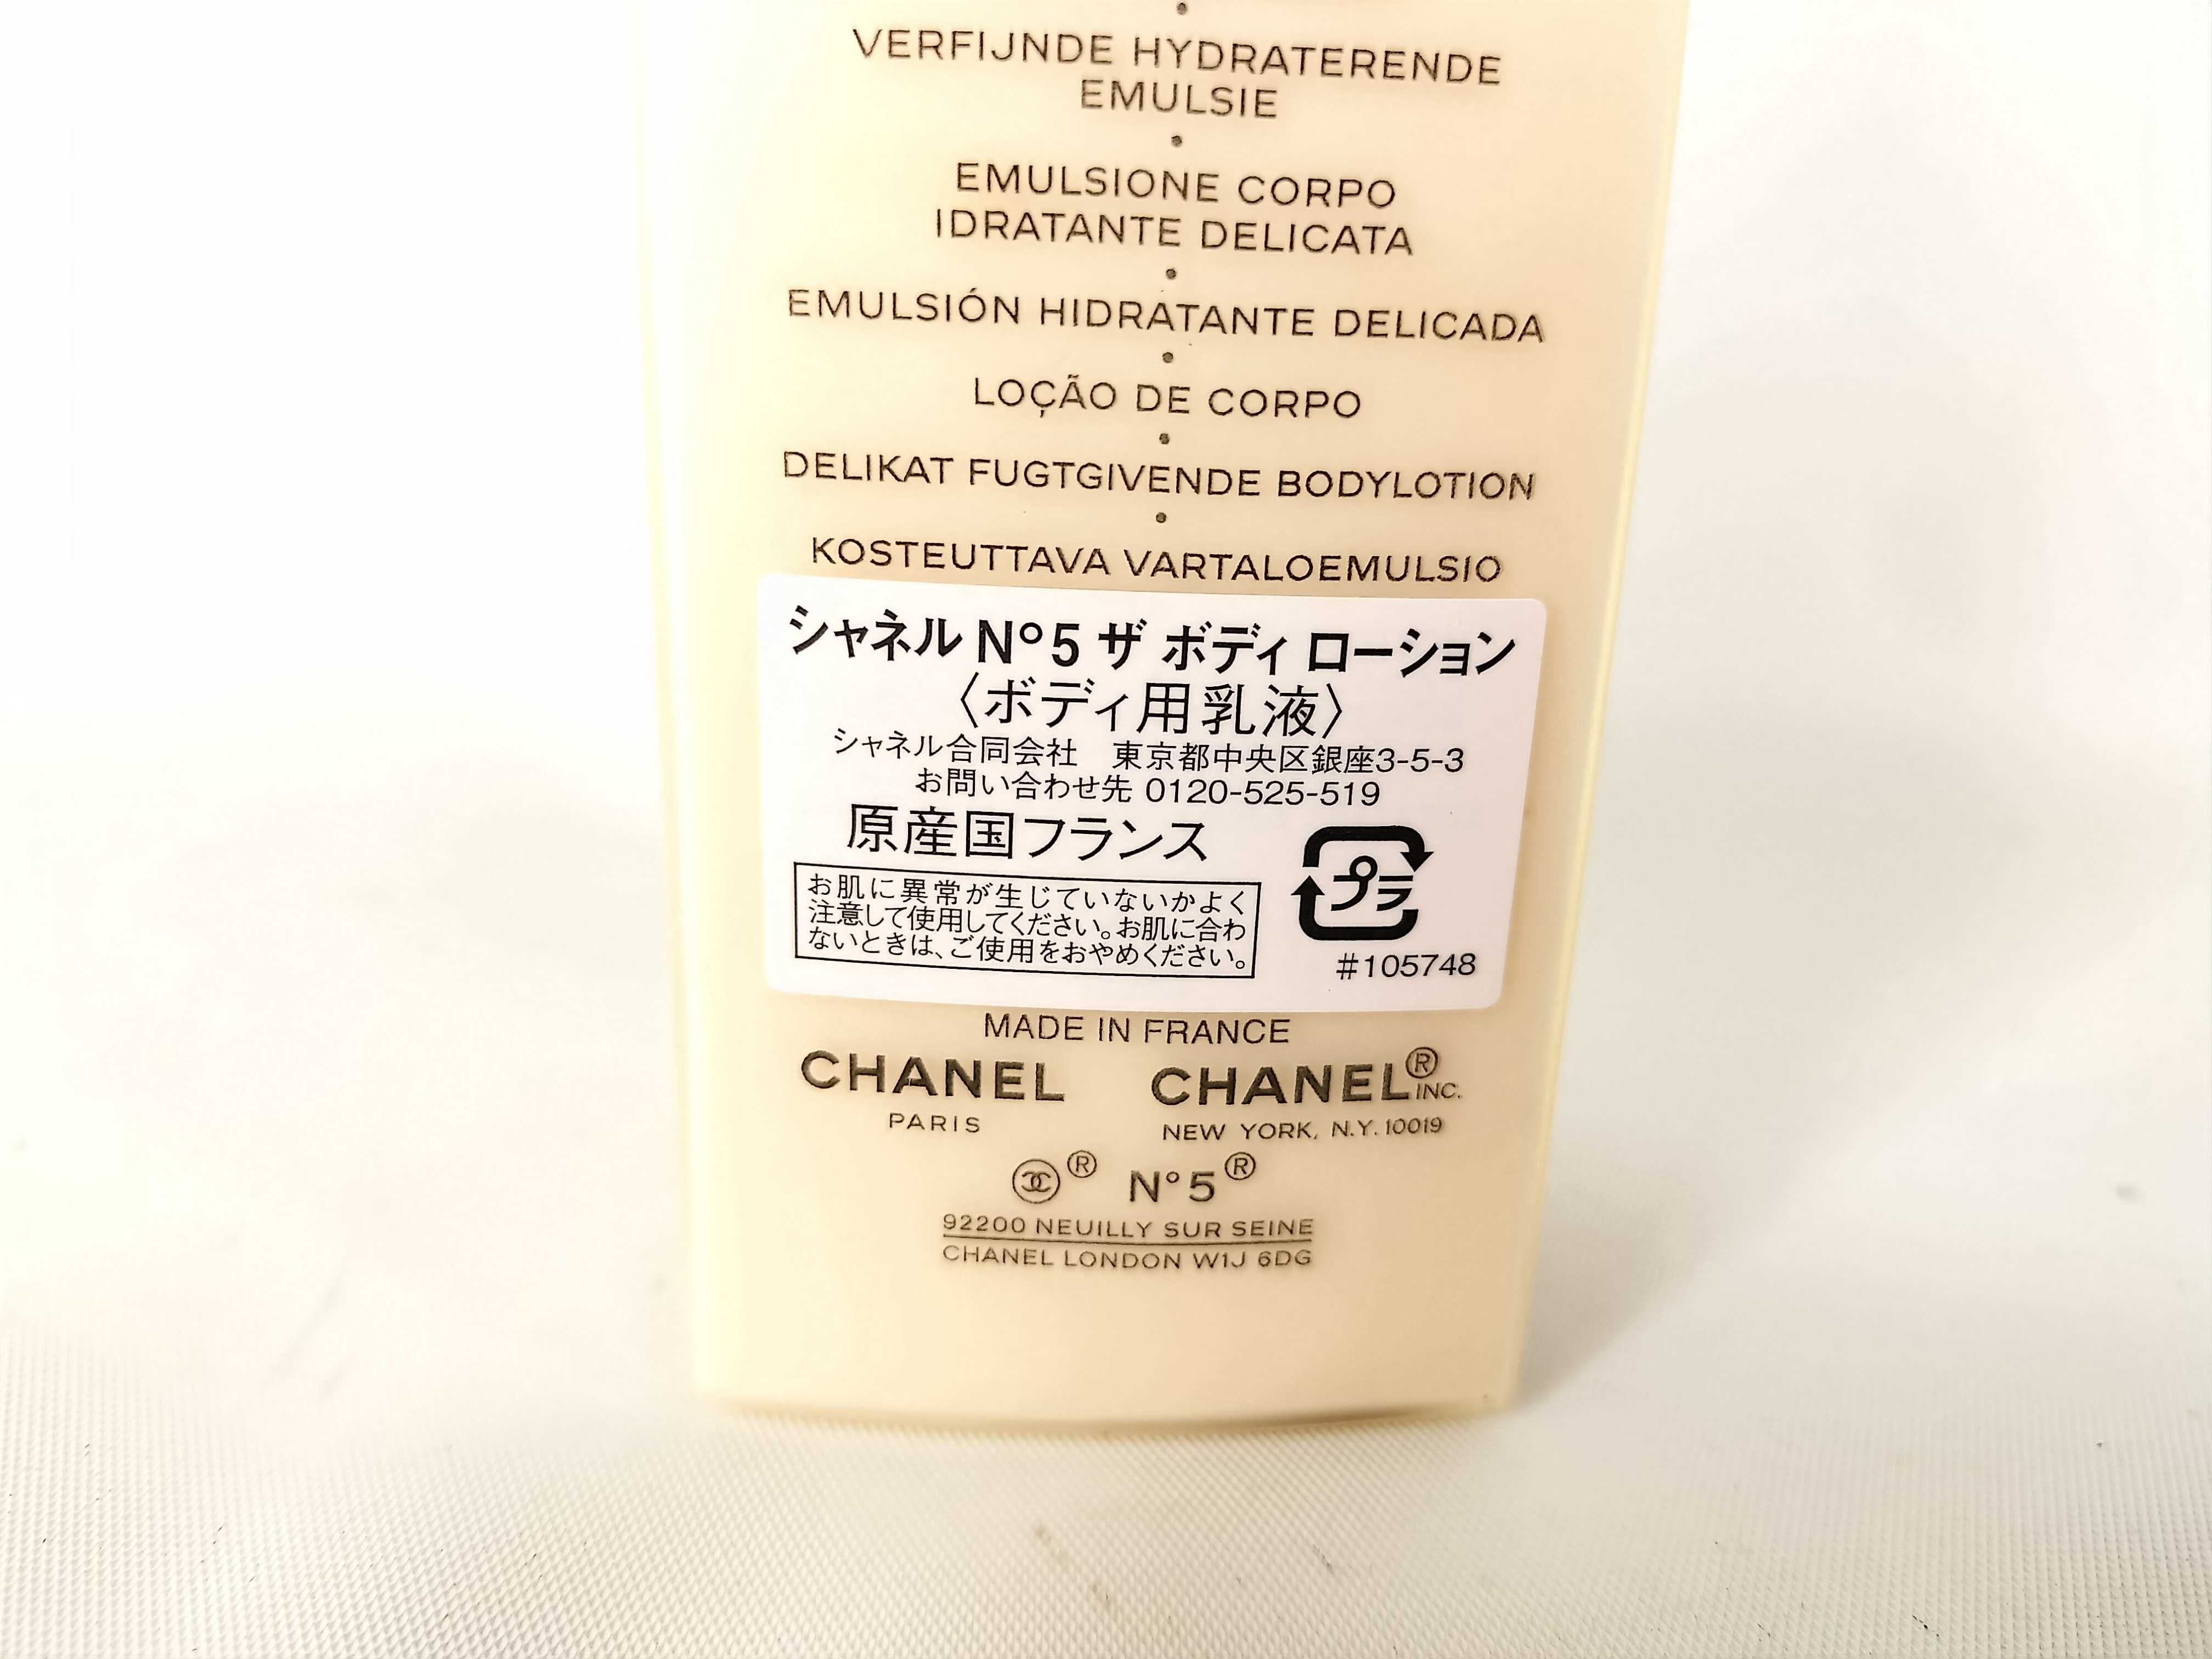 VERFIJNDE HYDRATERENDE
EMULSIE
EMULSIONE CORPO
IDRATANTE DELICATA
EMULSIÓN HIDRATANTE DELICADA
LOÇÃO DE CORPO
DELIKAT FUGTGIVENDE BODYLOTION
KOSTEUTTAVA VARTALOEMULSIO
シャネル N°5 ザ ボディ ローション
〈ボディ用乳液〉
シャネル合同会社　東京都中央区銀座3-5-3
お問い合わせ先 0120-525-519
原産国フランス
お肌に異常が生じていないかよく
注意して使用してください。お肌に合わ
ないときは、ご使用をおやめください。
プラ
#105748
MADE IN FRANCE
CHANEL CHANEL® INC.
PARIS NEW YORK, N.Y. 10019
® N°5®
92200 NEUILLY SUR SEINE
CHANEL LONDON W1J 6DG